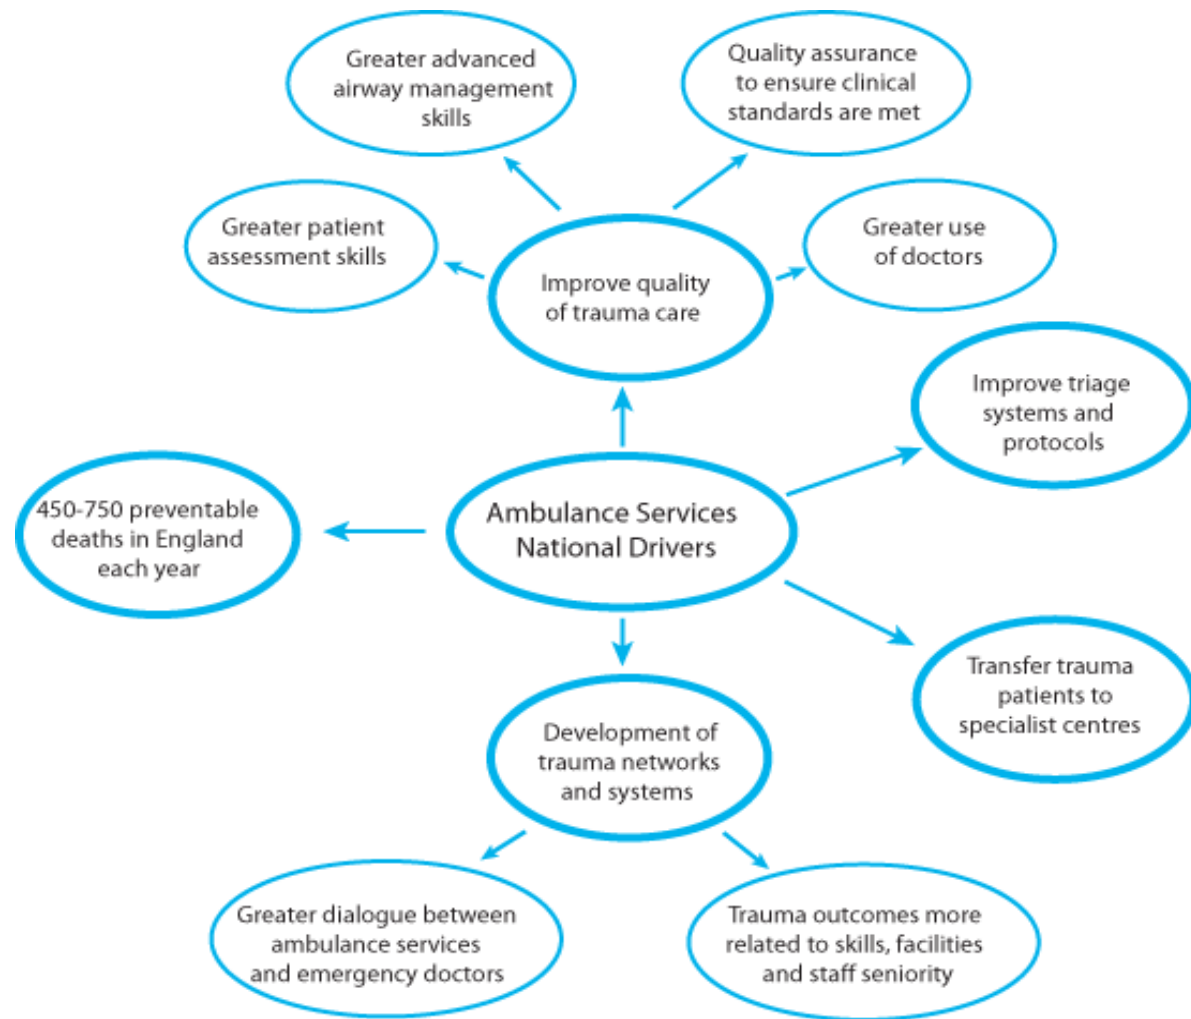 Greater advanced
airway management
skills
Quality assurance
to ensure clinical
standards are met
Greater patient
assessment skills
Greater use
of doctors
Improve quality
of trauma care
Improve triage
systems and
protocols
450-750 preventable
deaths in England
each year
Ambulance Services
National Drivers
Transfer trauma
patients to
specialist centres
Development of
trauma networks
and systems
Greater dialogue between
ambulance services
and emergency doctors
Trauma outcomes more
related to skills, facilities
and staff seniority